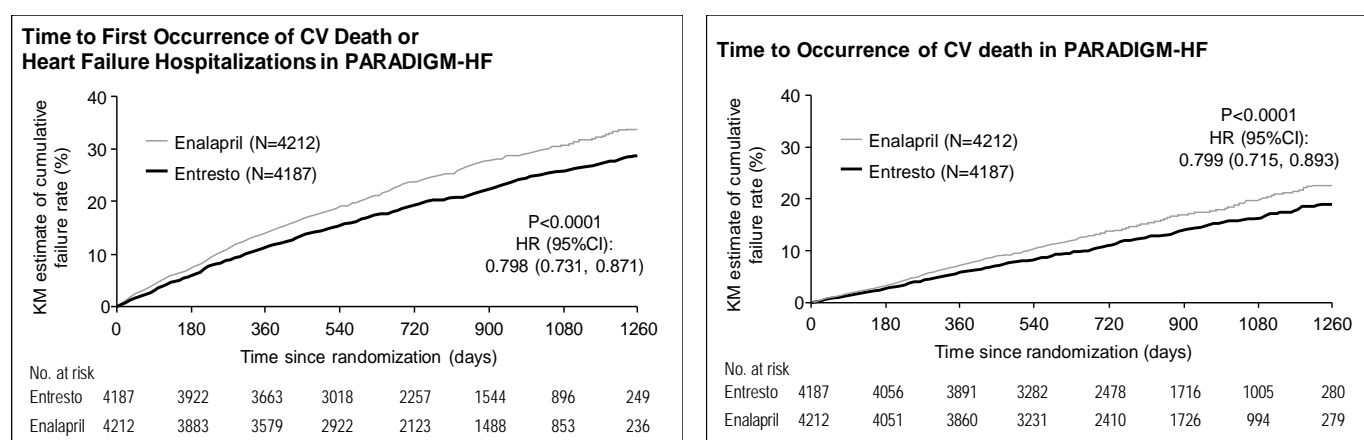 Time to First Occurrence of CV Death or
Heart Failure Hospitalizations in PARADIGM-HF
KM estimate of cumulative
failure rate (%)
40
30
20
10
0
Enalapril (N=4212)
Entresto (N=4187)
P<0.0001
HR (95%CI):
0.798 (0.731, 0.871)
0 180 360 540 720 900 1080 1260
Time since randomization (days)
No. at risk
Entresto 4187 3922 3663 3018 2257 1544 896 249
Enalapril 4212 3883 3579 2922 2123 1488 853 236
Time to Occurrence of CV death in PARADIGM-HF
KM estimate of cumulative
failure rate (%)
40
30
20
10
0
Enalapril (N=4212)
Entresto (N=4187)
P<0.0001
HR (95%CI):
0.799 (0.715, 0.893)
0 180 360 540 720 900 1080 1260
Time since randomization (days)
No. at risk
Entresto 4187 4056 3891 3282 2478 1716 1005 280
Enalapril 4212 4051 3860 3231 2410 1726 994 279